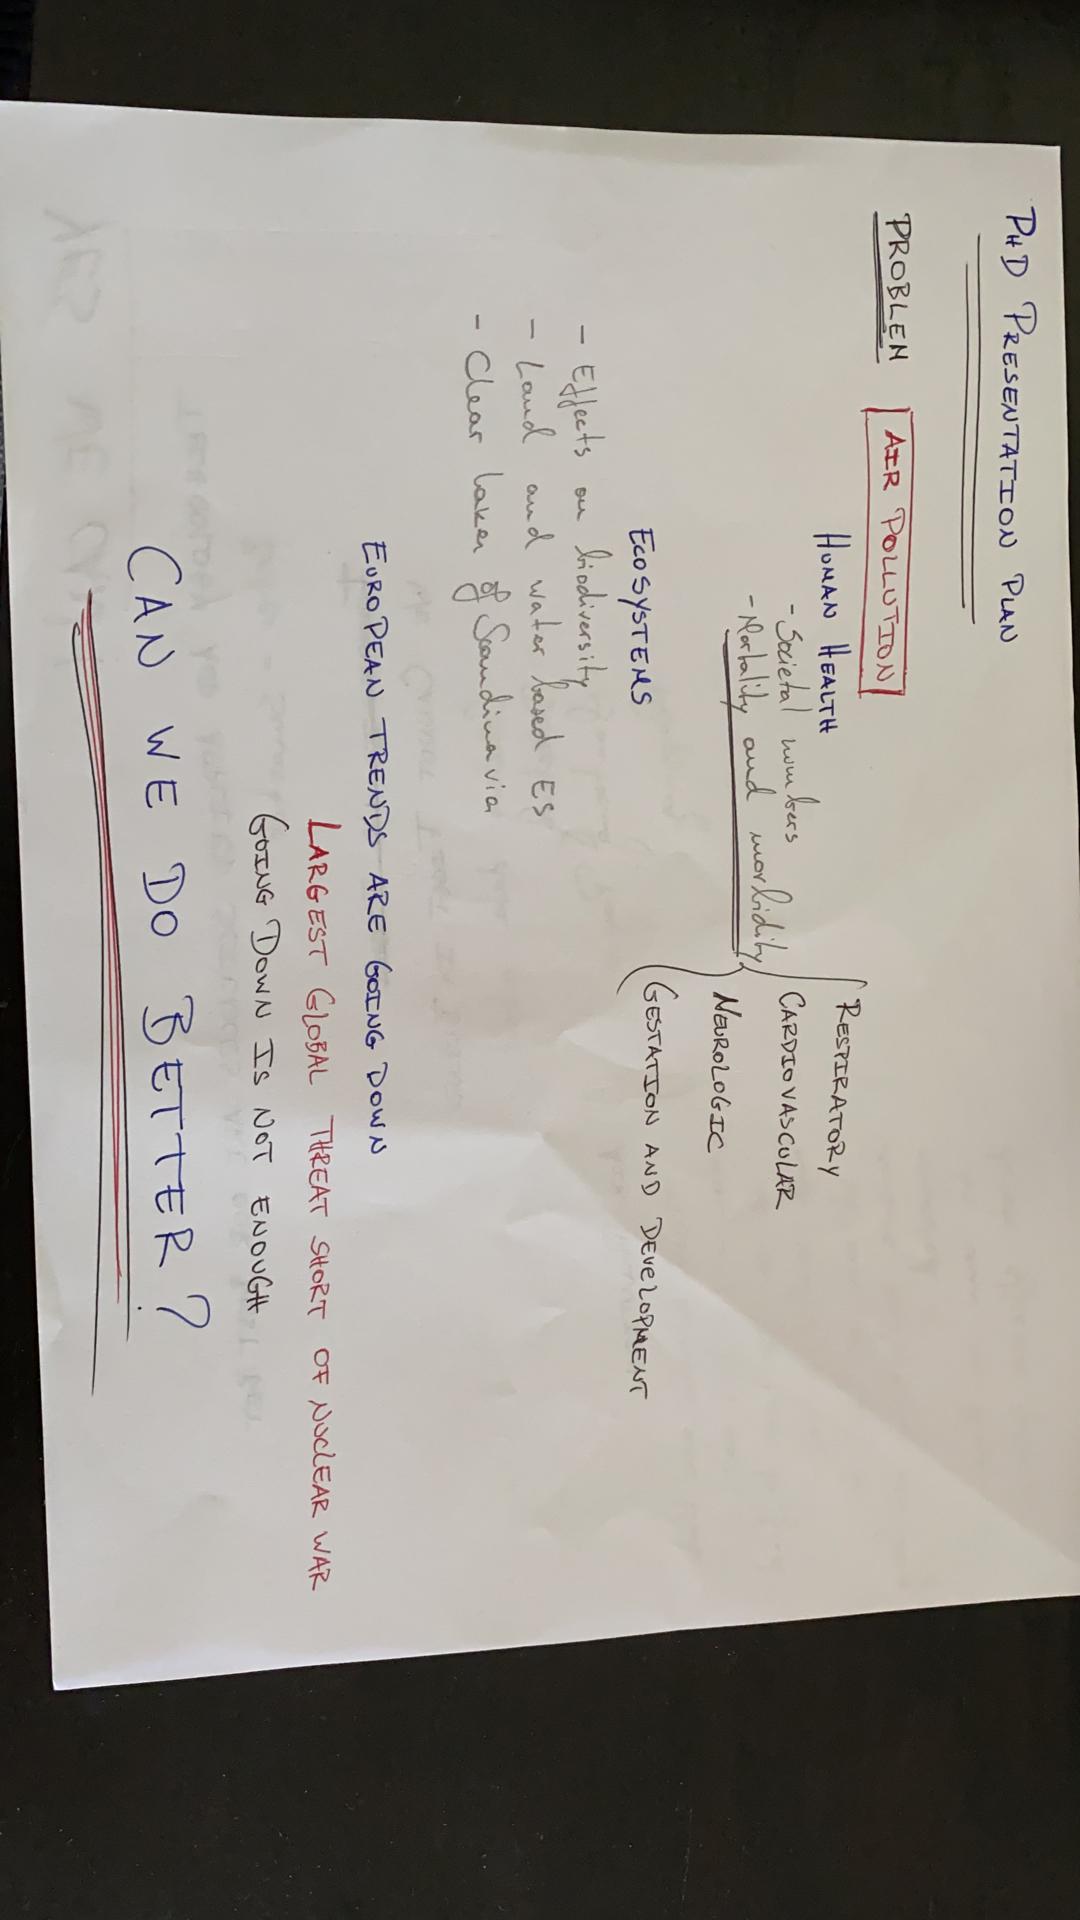 PHD PRESENTATION PLAN
PROBLEM AIR POLLUTION
HUMAN HEALTH
- Societal numbers
- Mortality and morbidity
RESPIRATORY
CARDIOVASCULAR
NEUROLOGIC
GESTATION AND DEVELOPMENT
ECOSYSTEMS
- Effects on biodiversity
- Land and water based ES
- Clear Lakes of Scandinavia
EUROPEAN TRENDS ARE GOING DOWN
LARGEST GLOBAL THREAT SHORT OF NUCLEAR WAR
GOING DOWN IS NOT ENOUGH
CAN WE DO BETTER?